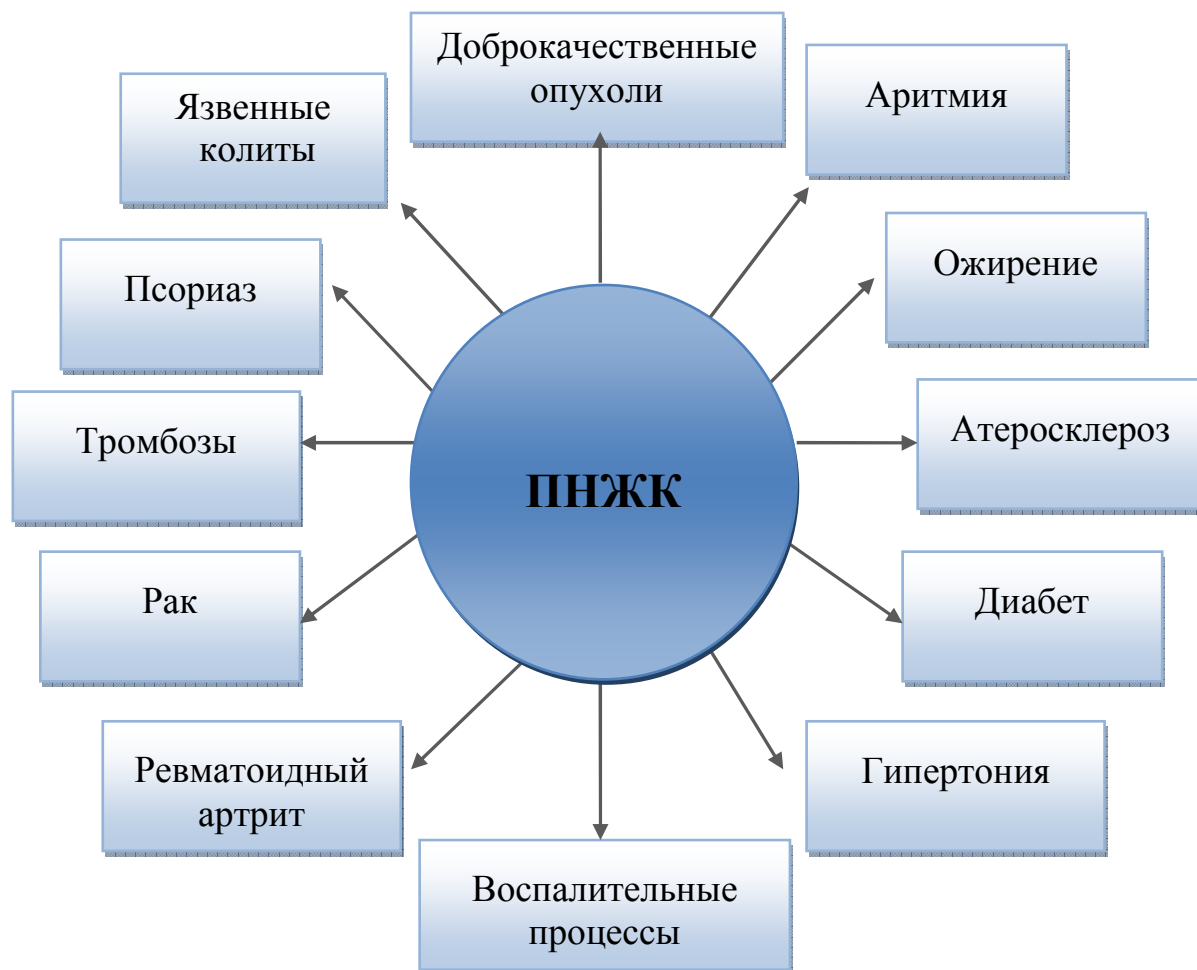 Доброкачественные
опухоли
Аритмия
Язвенные
колиты
Ожирение
Псориаз
Атеросклероз
Тромбозы
ПНЖК
Рак
Диабет
Ревматоидный
артрит
Гипертония
Воспалительные
процессы